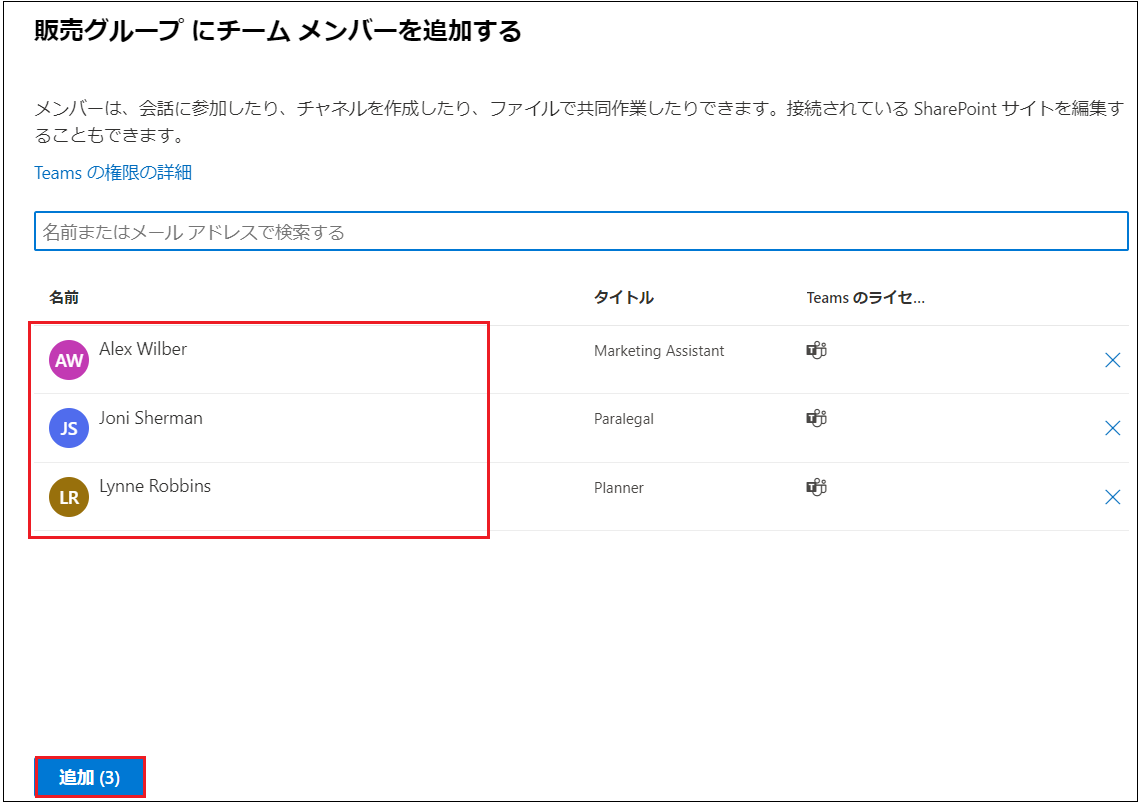 販売グループ にチーム メンバーを追加する
メンバーは、会話に参加したり、チャネルを作成したり、ファイルで共同作業したりできます。接続されている SharePoint サイトを編集す
ることもできます。
Teams の権限の詳細
名前またはメール アドレスで検索する
名前 タイトル Teams のライセ...
AW Alex Wilber Marketing Assistant
JS Joni Sherman Paralegal
LR Lynne Robbins Planner
追加 (3)